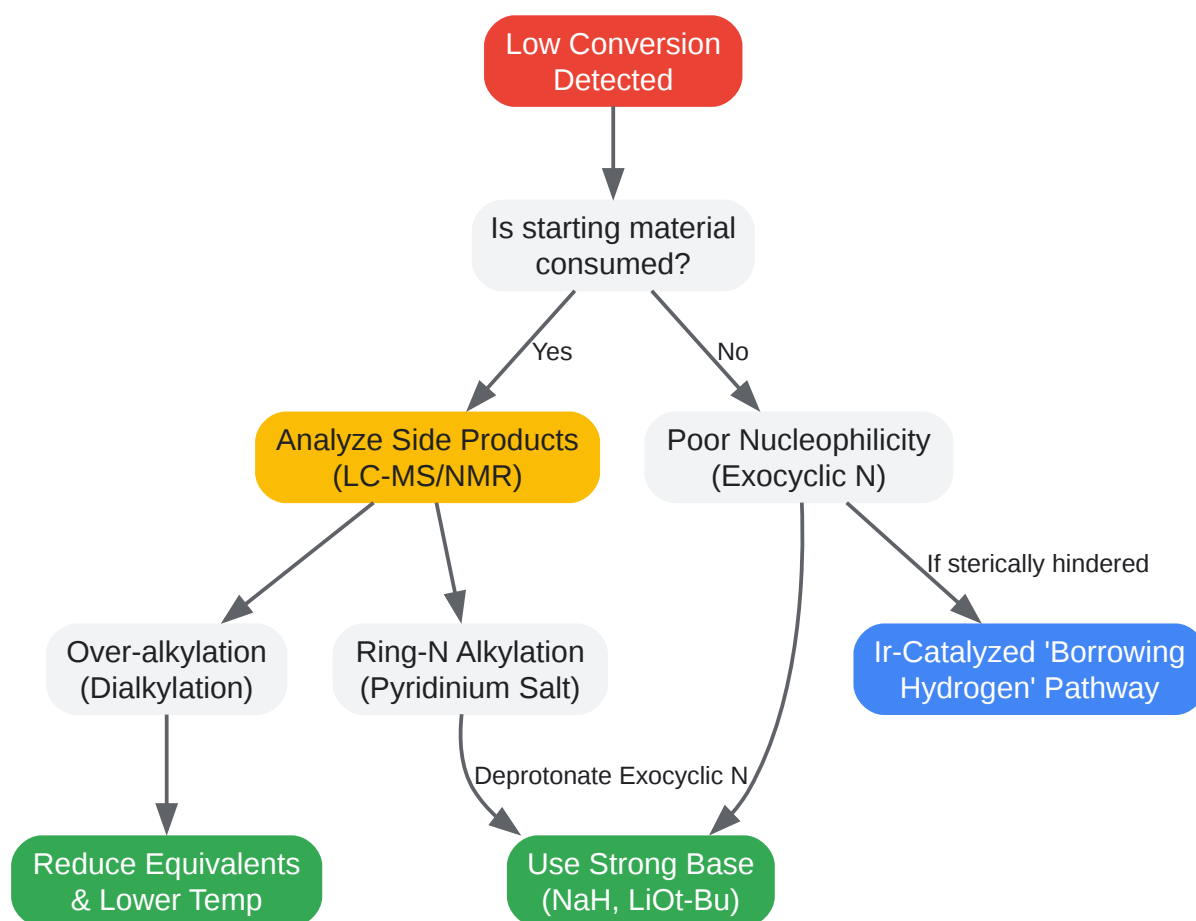 Low Conversion
Detected
Is starting material
consumed?
Yes
No
Analyze Side Products
(LC-MS/NMR)
Poor Nucleophilicity
(Exocyclic N)
If sterically hindered
Over-alkylation
(Dialkylation)
Ring-N Alkylation
(Pyridinium Salt)
Ir-Catalyzed 'Borrowing
Hydrogen' Pathway
Deprotonate Exocyclic N
Reduce Equivalents
& Lower Temp
Use Strong Base
(NaH, LiOt-Bu)